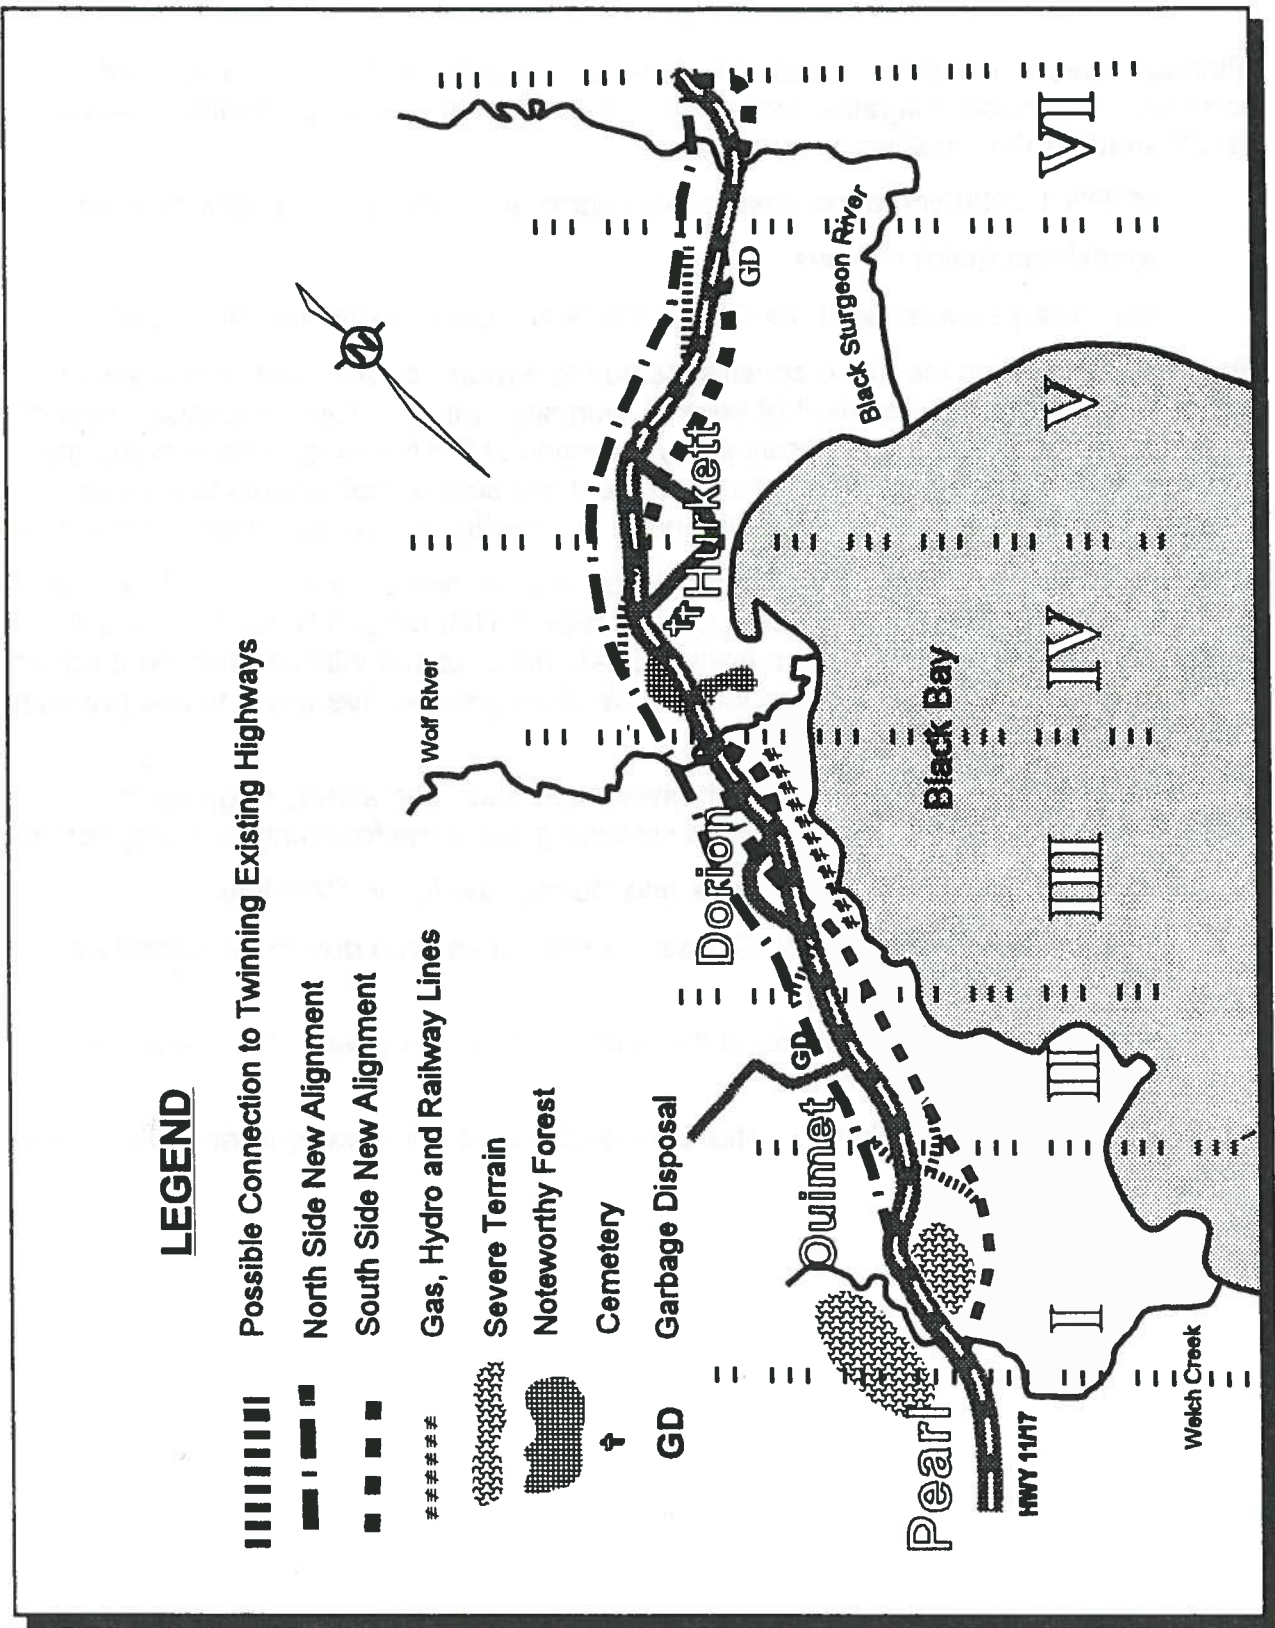 LEGEND
Possible Connection to Twinning Existing Highways
North Side New Alignment
South Side New Alignment
Gas, Hydro and Railway Lines
Severe Terrain
Noteworthy Forest
Cemetery
GD Garbage Disposal
N
Wolf River
Pearl
Ouimet
GD
Dorion
Hurkett
GD
Black Sturgeon River
Black Bay
HWY 11/17
Welch Creek
II
III
III
IV
V
VI